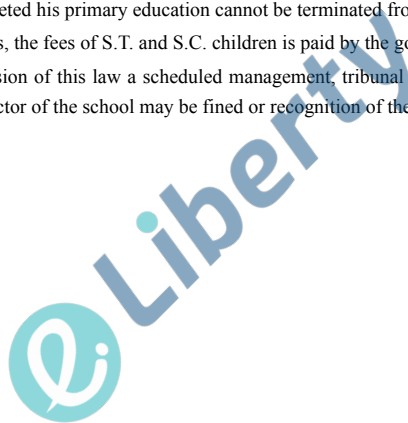 eted his primary education cannot be terminated fro
s, the fees of S.T. and S.C. children is paid by the go
sion of this law a scheduled management, tribunal
ctor of the school may be fined or recognition of the
Liberty